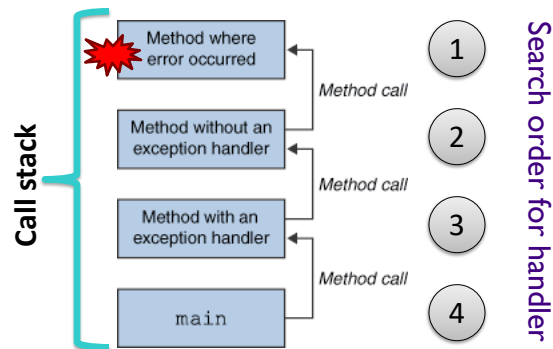 Call stack
Method where
error occurred
Method call
Method without an
exception handler
Method call
Method with an
exception handler
Method call
main
1
2
3
4
Search order for handler